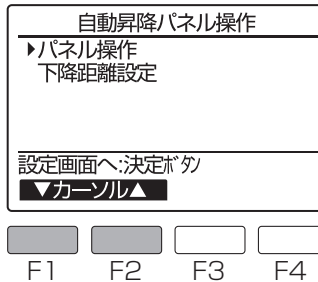 自動昇降パネル操作
▶パネル操作
下降距離設定
設定画面へ:決定ボタン
▼カーソル▲
F1 F2 F3 F4